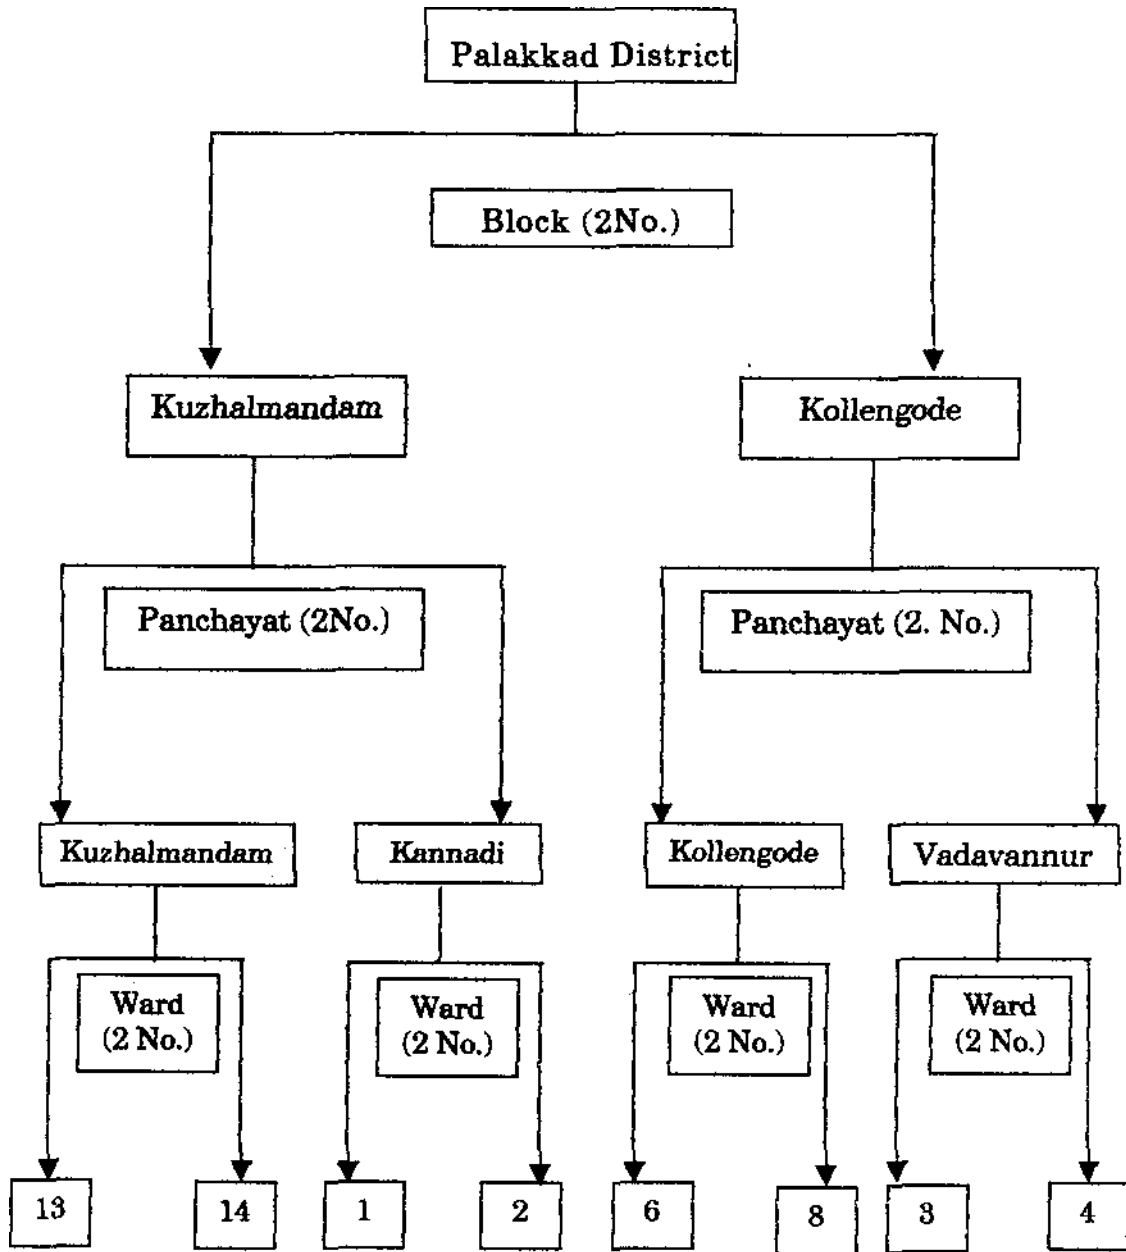 Palakkad District
Block (2No.)
Kuzhalmandam
Kollengode
Panchayat (2No.)
Panchayat (2. No.)
Kuzhalmandam
Kannadi
Kollengode
Vadavannur
Ward
(2 No.)
Ward
(2 No.)
Ward
(2 No.)
Ward
(2 No.)
13
14
1
2
6
8
3
4